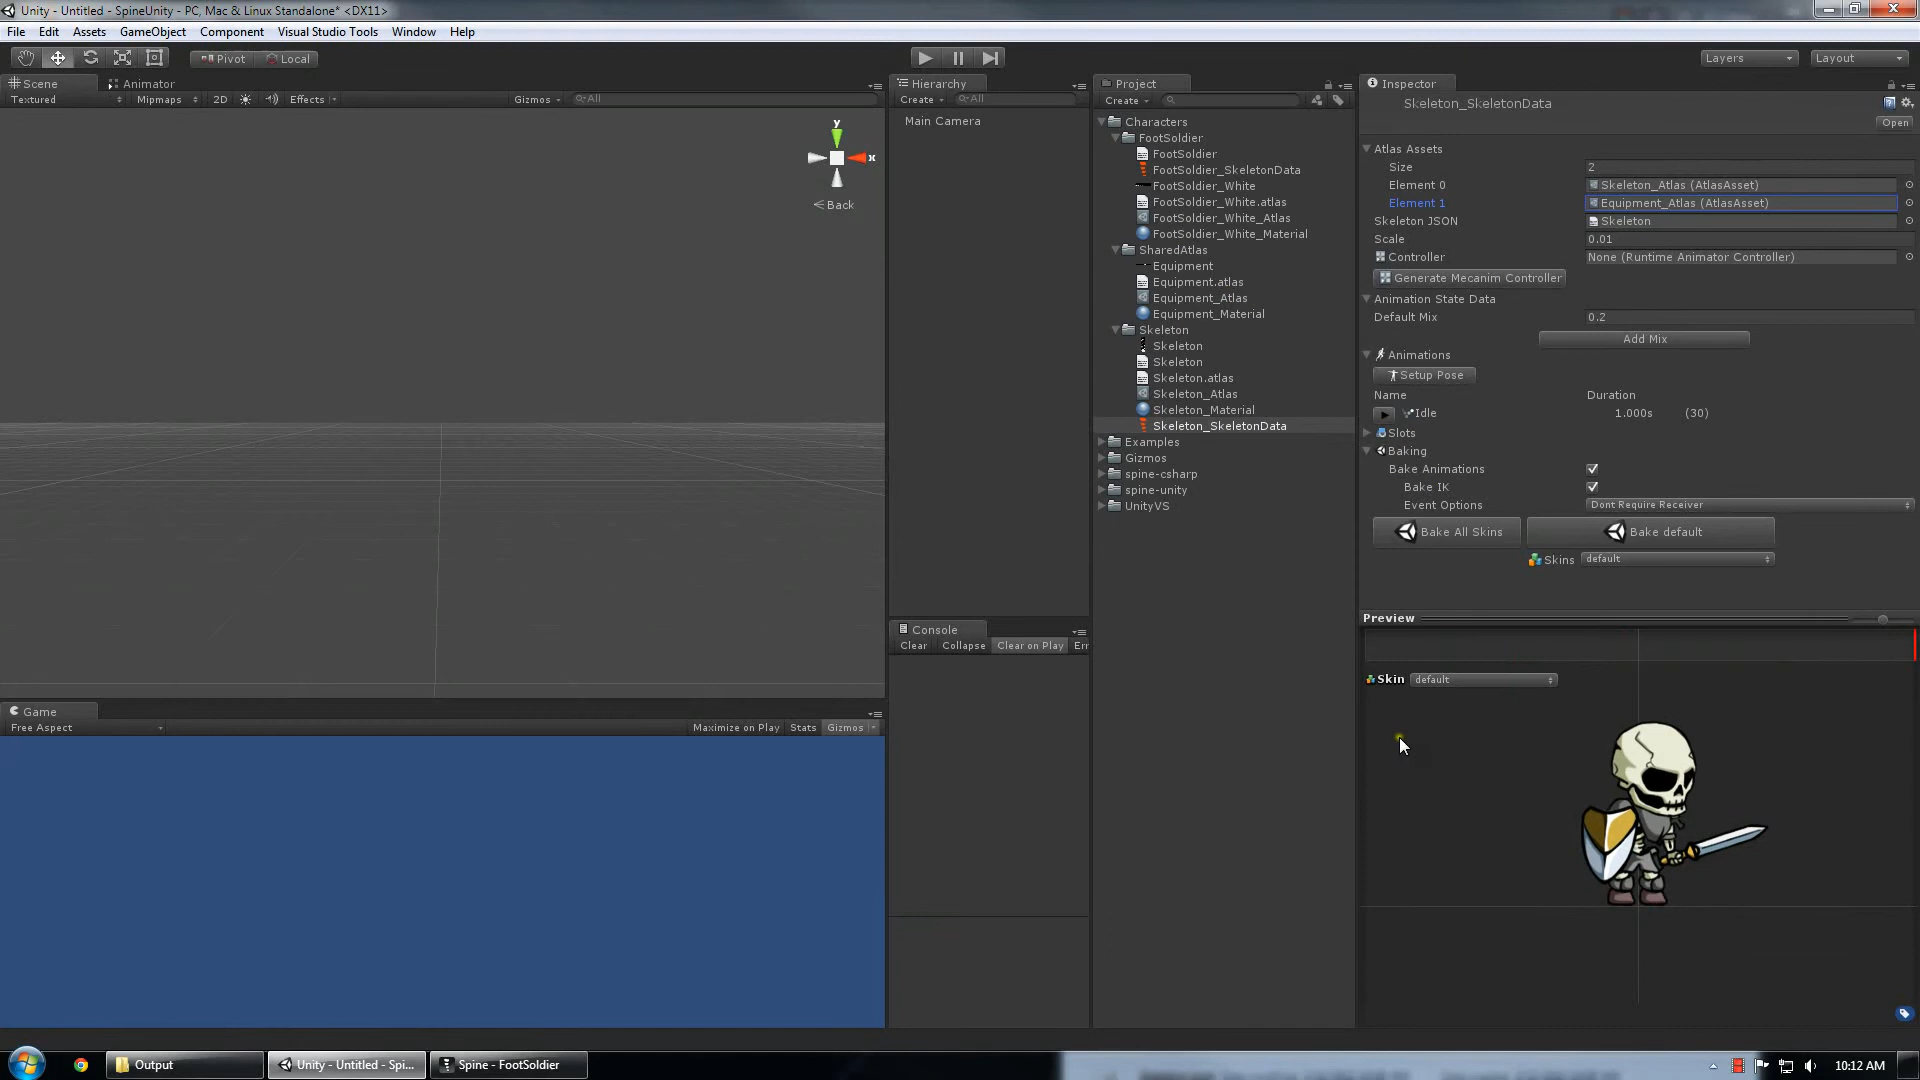 Unity - Untitled - SpineUnity - PC, Mac & Linux Standalone* <DX11>
File Edit Assets GameObject Component Visual Studio Tools Window Help
Pivot Local
Layers Layout
Scene Animator
Textured Mipmaps 2D Effects Gizmos All
y
x
Back
Game
Free Aspect Maximize on Play Stats Gizmos
Hierarchy
Create All
Main Camera
Console
Clear Collapse Clear on Play Err
Project
Create
Characters
FootSoldier
FootSoldier
FootSoldier_SkeletonData
FootSoldier_White
FootSoldier_White.atlas
FootSoldier_White_Atlas
FootSoldier_White_Material
SharedAtlas
Equipment
Equipment.atlas
Equipment_Atlas
Equipment_Material
Skeleton
Skeleton
Skeleton
Skeleton.atlas
Skeleton_Atlas
Skeleton_Material
Skeleton_SkeletonData
Examples
Gizmos
spine-csharp
spine-unity
UnityVS
Inspector
Skeleton_SkeletonData
Open
Atlas Assets
Size 2
Element 0 Skeleton_Atlas (AtlasAsset)
Element 1 Equipment_Atlas (AtlasAsset)
Skeleton JSON Skeleton
Scale 0.01
Controller None (Runtime Animator Controller)
Generate Mecanim Controller
Animation State Data
Default Mix 0.2
Add Mix
Animations
Setup Pose
Name Duration
Idle 1.000s (30)
Slots
Baking
Bake Animations
Bake IK
Event Options Dont Require Receiver
Bake All Skins Bake default
Skins default
Preview
Skin default
Output Unity - Untitled - Spi... Spine - FootSoldier 10:12 AM